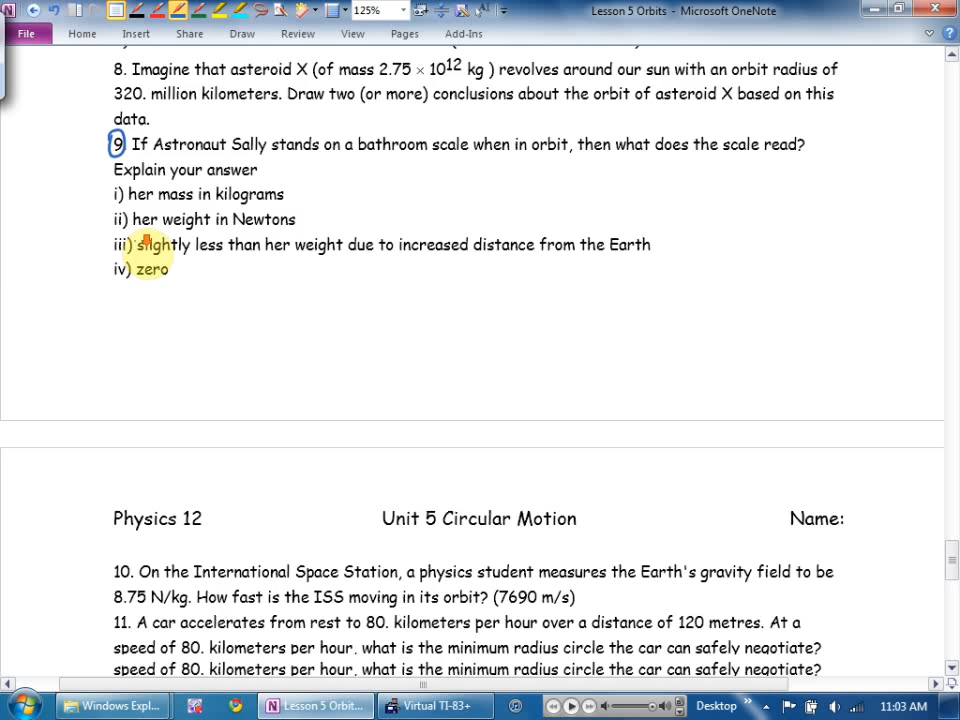 125%
Lesson 5 Orbits - Microsoft OneNote
File Home Insert Share Draw Review View Pages Add-Ins
8. Imagine that asteroid X (of mass 2.75 × 10¹² kg ) revolves around our sun with an orbit radius of
320. million kilometers. Draw two (or more) conclusions about the orbit of asteroid X based on this
data.
9. If Astronaut Sally stands on a bathroom scale when in orbit, then what does the scale read?
Explain your answer
i) her mass in kilograms
ii) her weight in Newtons
iii) slightly less than her weight due to increased distance from the Earth
iv) zero
Physics 12 Unit 5 Circular Motion Name:
10. On the International Space Station, a physics student measures the Earth's gravity field to be
8.75 N/kg. How fast is the ISS moving in its orbit? (7690 m/s)
11. A car accelerates from rest to 80. kilometers per hour over a distance of 120 metres. At a
speed of 80. kilometers per hour, what is the minimum radius circle the car can safely negotiate?
speed of 80. kilometers per hour, what is the minimum radius circle the car can safely negotiate?
Windows Expl... Lesson 5 Orbit... Virtual TI-83+ Desktop 11:03 AM